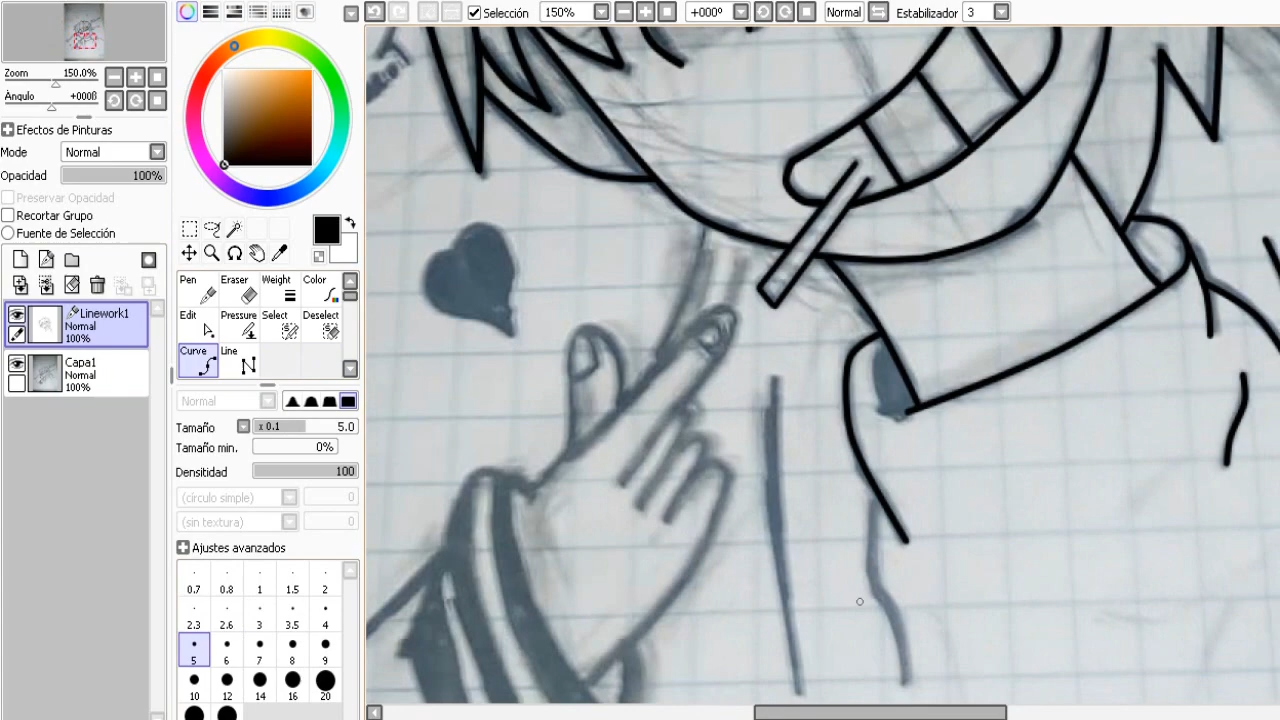 Selección 150% +000º Normal Estabilizador 3
Zoom 150.0%
Ángulo +000ß
Efectos de Pinturas
Mode Normal
Opacidad 100%
Preservar Opacidad
Recortar Grupo
Fuente de Selección
Linework1
Normal
100%
Capa1
Normal
100%
Pen Eraser Weight Color
Edit Pressure Select Deselect
Curve Line
Normal
Tamaño x 0.1 5.0
Tamaño min. 0%
Densitidad 100
(circulo simple) 0
(sin textura) 0
Ajustes avanzados
0.7 0.8 1 1.5 2
2.3 2.6 3 3.5 4
5 6 7 8 9
10 12 14 16 20